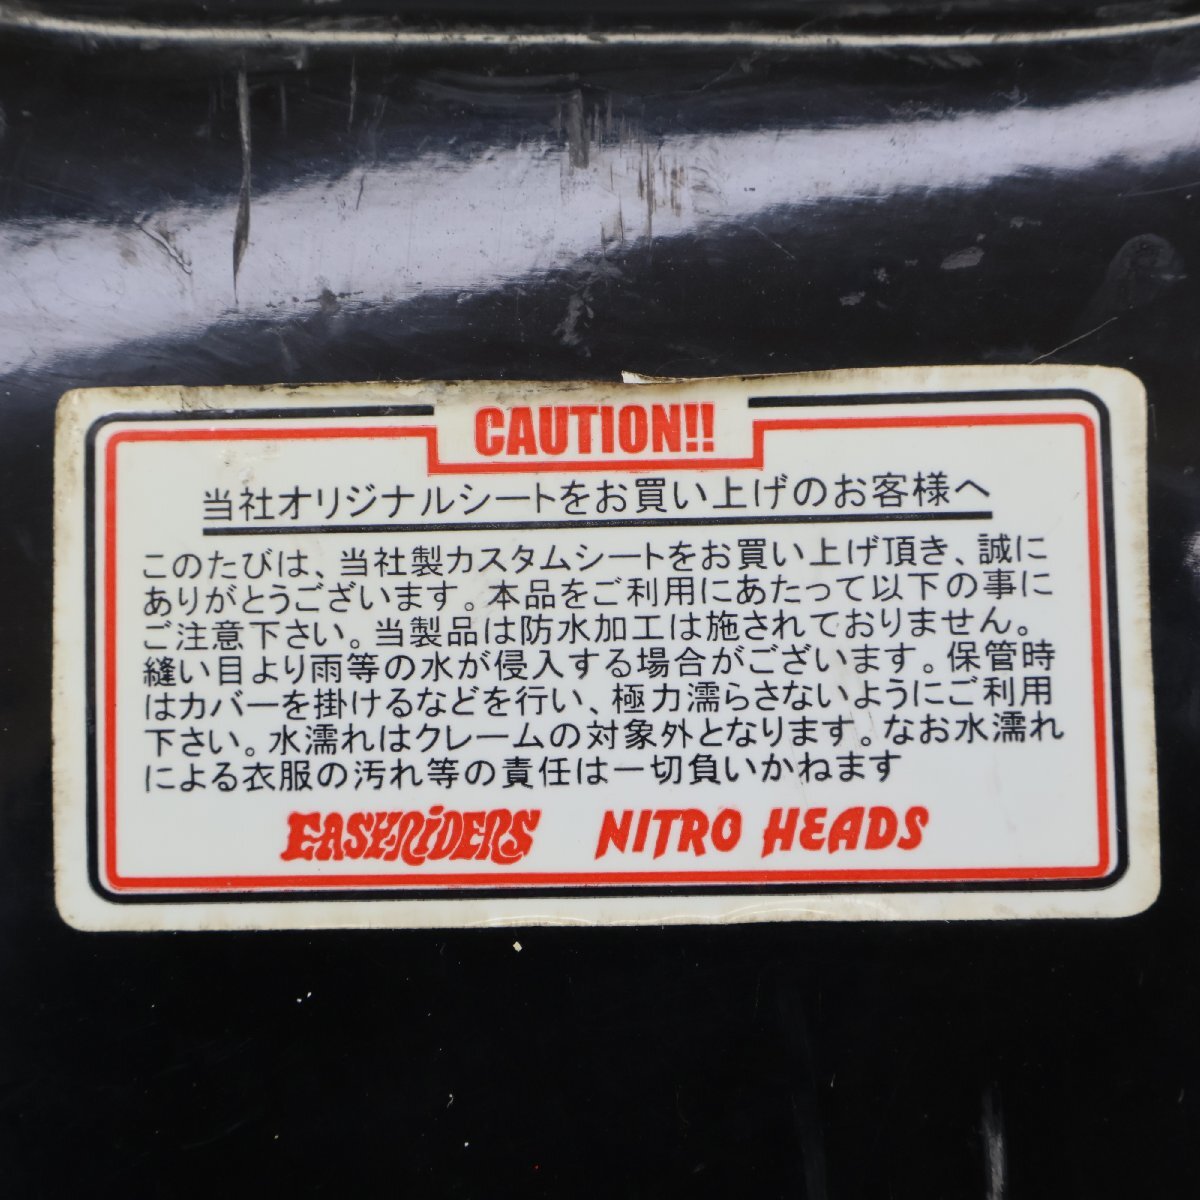 CAUTION!!
当社オリジナルシートをお買い上げのお客様へ
このたびは、当社製カスタムシートをお買い上げ頂き、誠に
ありがとうございます。本品をご利用にあたって以下の事に
ご注意下さい。当製品は防水加工は施されておりません。
縫い目より雨等の水が侵入する場合がございます。保管時
はカバーを掛けるなどを行い、極力濡らさないようにご利用
下さい。水濡れはクレームの対象外となります。なお水濡れ
による衣服の汚れ等の責任は一切負いかねます
EASYRIDERS NITRO HEADS